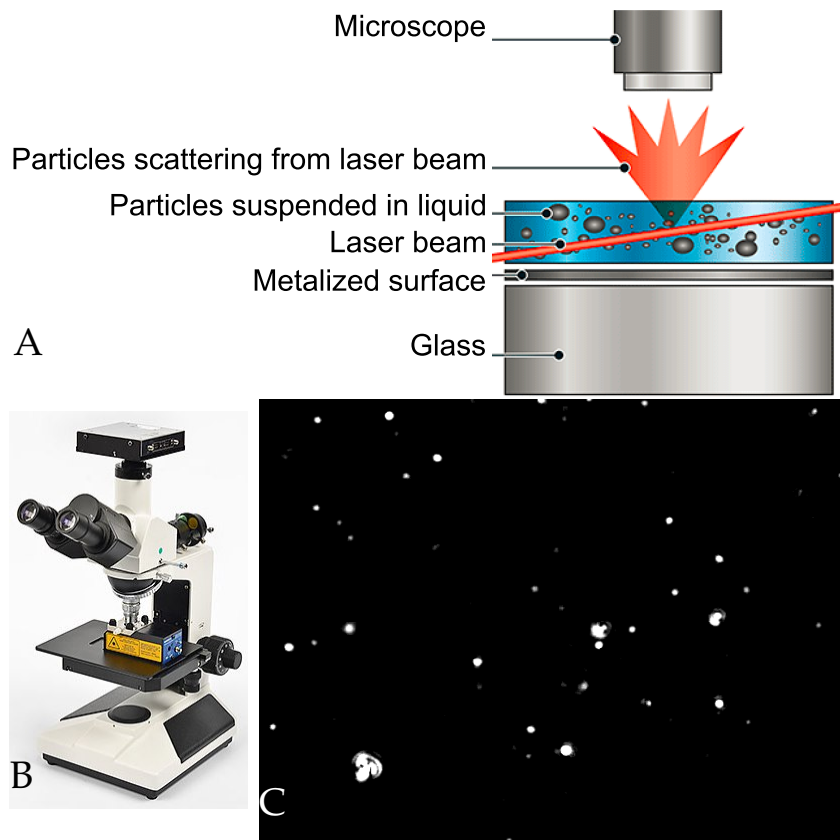 Microscope
Particles scattering from laser beam
Particles suspended in liquid
Laser beam
Metalized surface
Glass
A
B
C